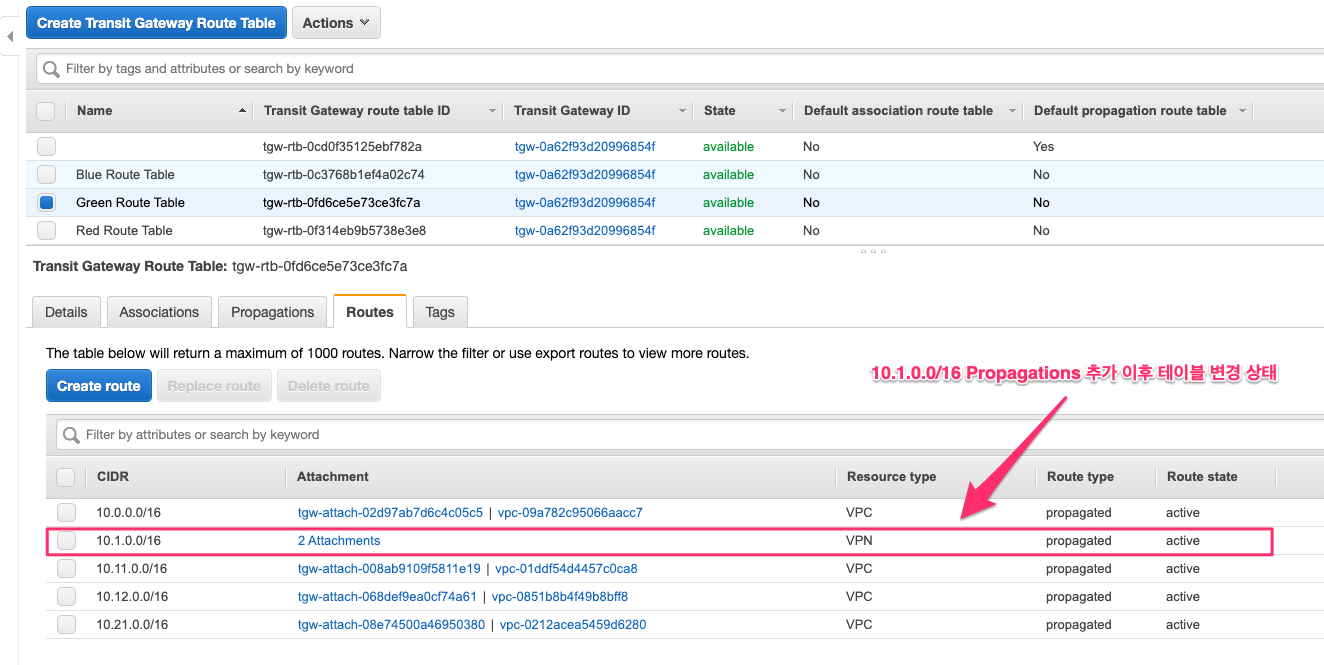 Create Transit Gateway Route Table Actions
Filter by tags and attributes or search by keyword
Name Transit Gateway route table ID Transit Gateway ID State Default association route table Default propagation route table
tgw-rtb-0cd0f35125ebf782a tgw-0a62f93d20996854f available No Yes
Blue Route Table tgw-rtb-0c3768b1ef4a02c74 tgw-0a62f93d20996854f available No No
Green Route Table tgw-rtb-0fd6ce5e73ce3fc7a tgw-0a62f93d20996854f available No No
Red Route Table tgw-rtb-0f314eb9b5738e3e8 tgw-0a62f93d20996854f available No No
Transit Gateway Route Table: tgw-rtb-0fd6ce5e73ce3fc7a
Details Associations Propagations Routes Tags
The table below will return a maximum of 1000 routes. Narrow the filter or use export routes to view more routes.
Create route Replace route Delete route
10.1.0.0/16 Propagations 추가 이후 테이블 변경 상태
Filter by attributes or search by keyword
CIDR Attachment Resource type Route type Route state
10.0.0.0/16 tgw-attach-02d97ab7d6c4c05c5 | vpc-09a782c95066aacc7 VPC propagated active
10.1.0.0/16 2 Attachments VPN propagated active
10.11.0.0/16 tgw-attach-008ab9109f5811e19 | vpc-01ddf54d4457c0ca8 VPC propagated active
10.12.0.0/16 tgw-attach-068def9ea0cf74a61 | vpc-0851b8b4f49b8bff8 VPC propagated active
10.21.0.0/16 tgw-attach-08e74500a46950380 | vpc-0212acea5459d6280 VPC propagated active